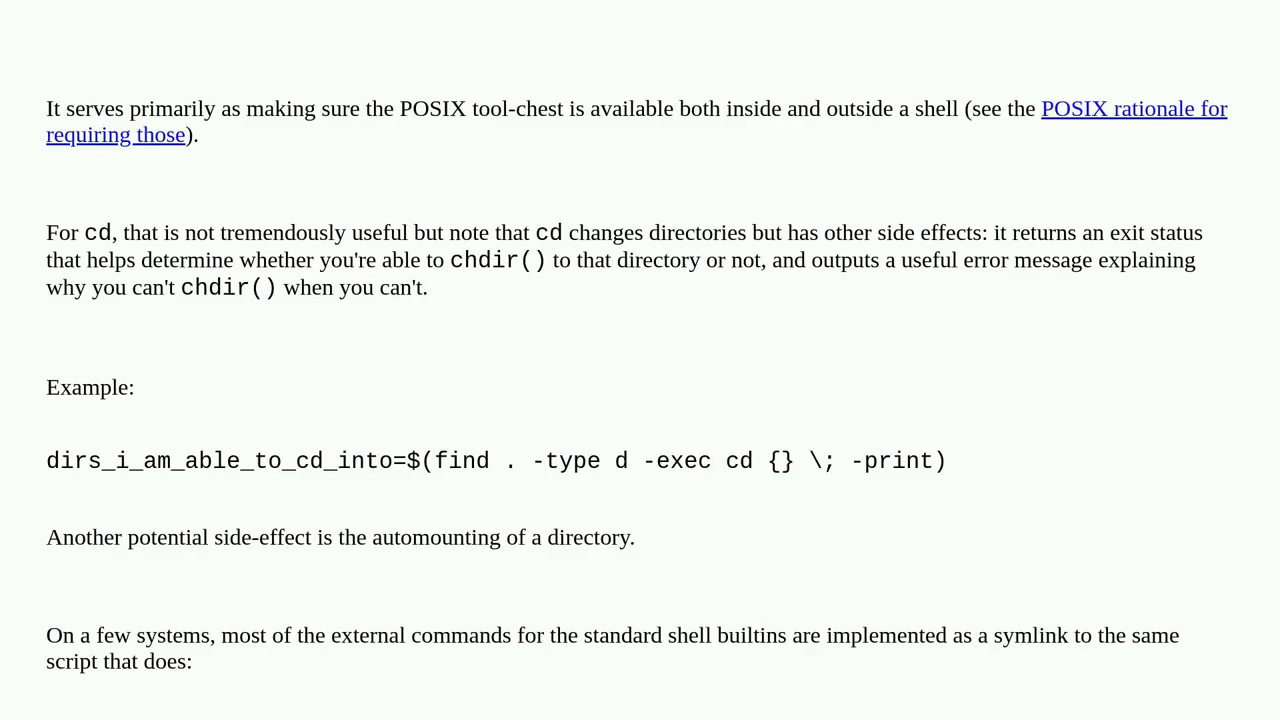 It serves primarily as making sure the POSIX tool-chest is available both inside and outside a shell (see the POSIX rationale for
requiring those).
For cd, that is not tremendously useful but note that cd changes directories but has other side effects: it returns an exit status
that helps determine whether you're able to chdir() to that directory or not, and outputs a useful error message explaining
why you can't chdir() when you can't.
Example:
dirs_i_am_able_to_cd_into=$(find . -type d -exec cd {} \; -print)
Another potential side-effect is the automounting of a directory.
On a few systems, most of the external commands for the standard shell builtins are implemented as a symlink to the same
script that does: